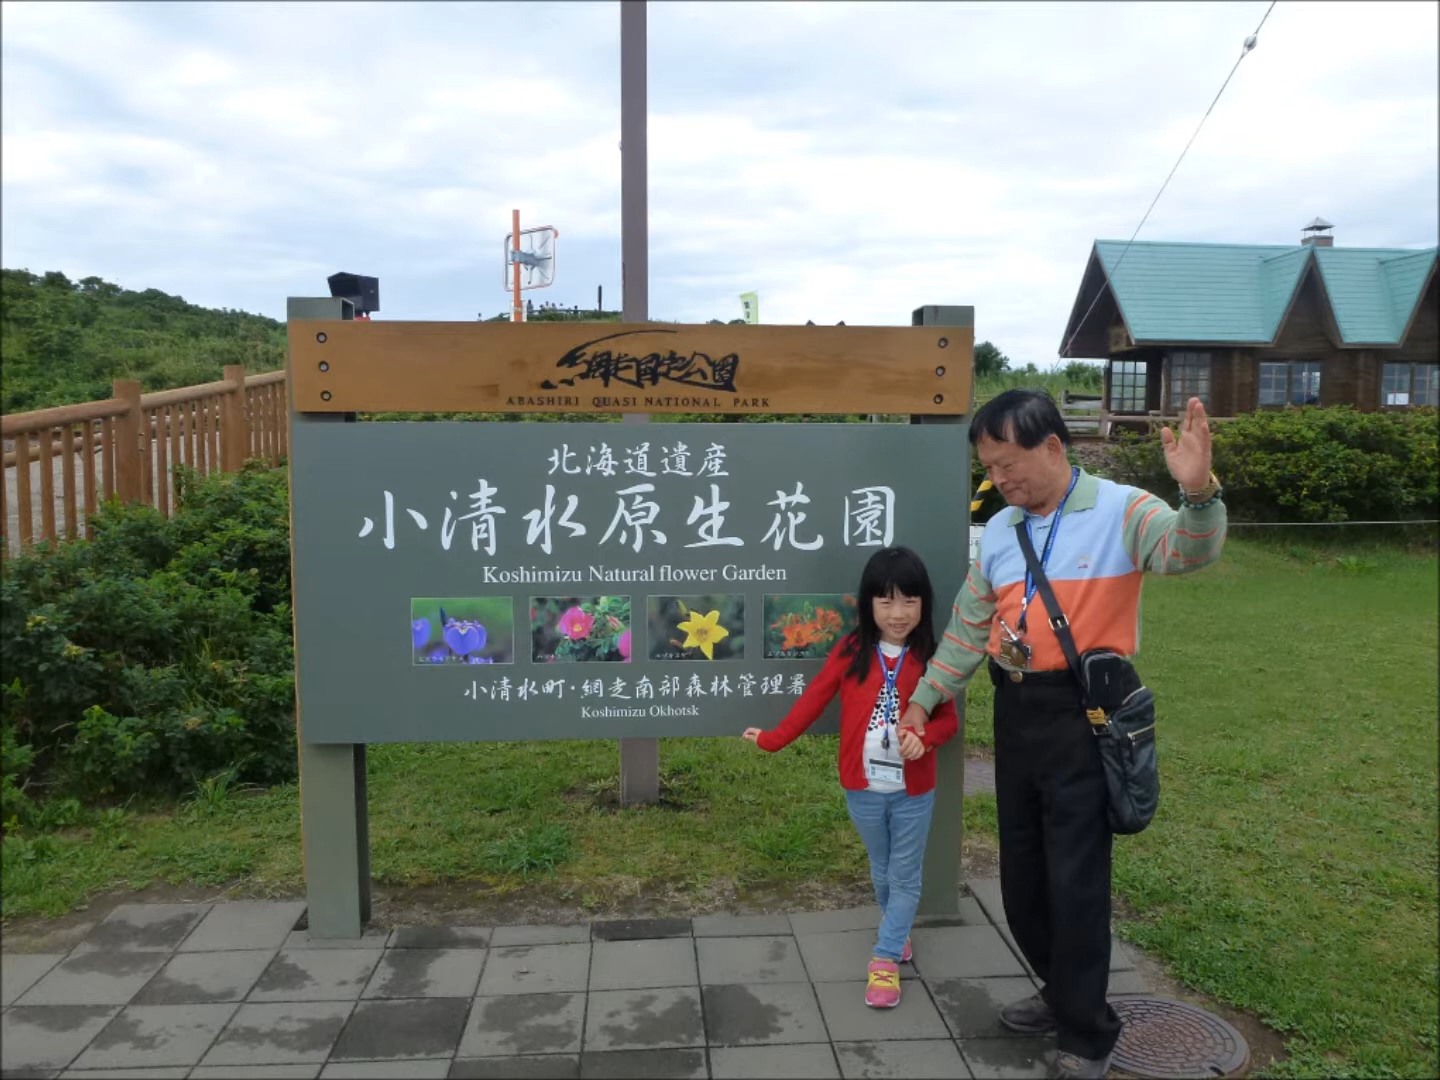 網走国定公園
ABASHIRI QUASI NATIONAL PARK
北海道遺産
小清水原生花園
Koshimizu Natural flower Garden
小清水町・網走南部森林管理署
Koshimizu Okhotsk